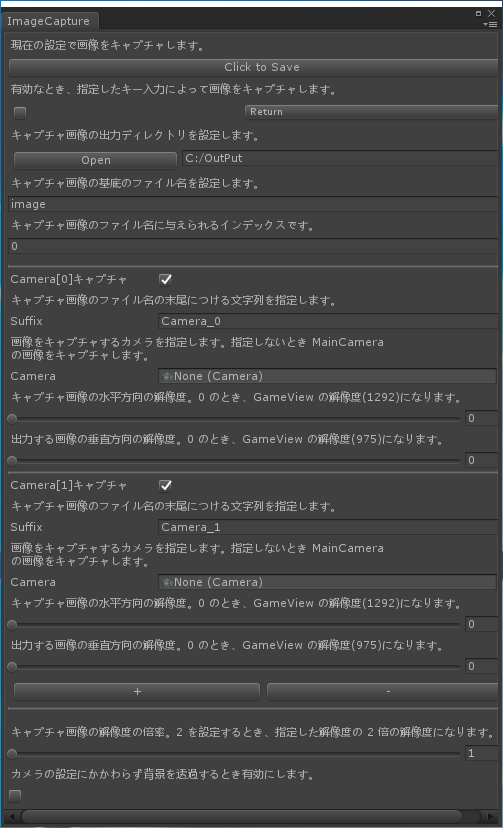 ImageCapture
現在の設定で画像をキャプチャします。
Click to Save
有効なとき、指定したキー入力によって画像をキャプチャします。
Return
キャプチャ画像の出力ディレクトリを設定します。
Open C:/OutPut
キャプチャ画像の基底のファイル名を設定します。
image
キャプチャ画像のファイル名に与えられるインデックスです。
0
Camera[0]キャプチャ
キャプチャ画像のファイル名の末尾につける文字列を指定します。
Suffix Camera_0
画像をキャプチャするカメラを指定します。指定しないとき MainCamera
の画像をキャプチャします。
Camera None (Camera)
キャプチャ画像の水平方向の解像度。0 のとき、GameView の解像度(1292)になります。
0
出力する画像の垂直方向の解像度。0 のとき、GameView の解像度(975)になります。
0
Camera[1]キャプチャ
キャプチャ画像のファイル名の末尾につける文字列を指定します。
Suffix Camera_1
画像をキャプチャするカメラを指定します。指定しないとき MainCamera
の画像をキャプチャします。
Camera None (Camera)
キャプチャ画像の水平方向の解像度。0 のとき、GameView の解像度(1292)になります。
0
出力する画像の垂直方向の解像度。0 のとき、GameView の解像度(975)になります。
0
+ -
キャプチャ画像の解像度の倍率。2 を設定するとき、指定した解像度の 2 倍の解像度になります。
1
カメラの設定にかかわらず背景を透過するとき有効にします。